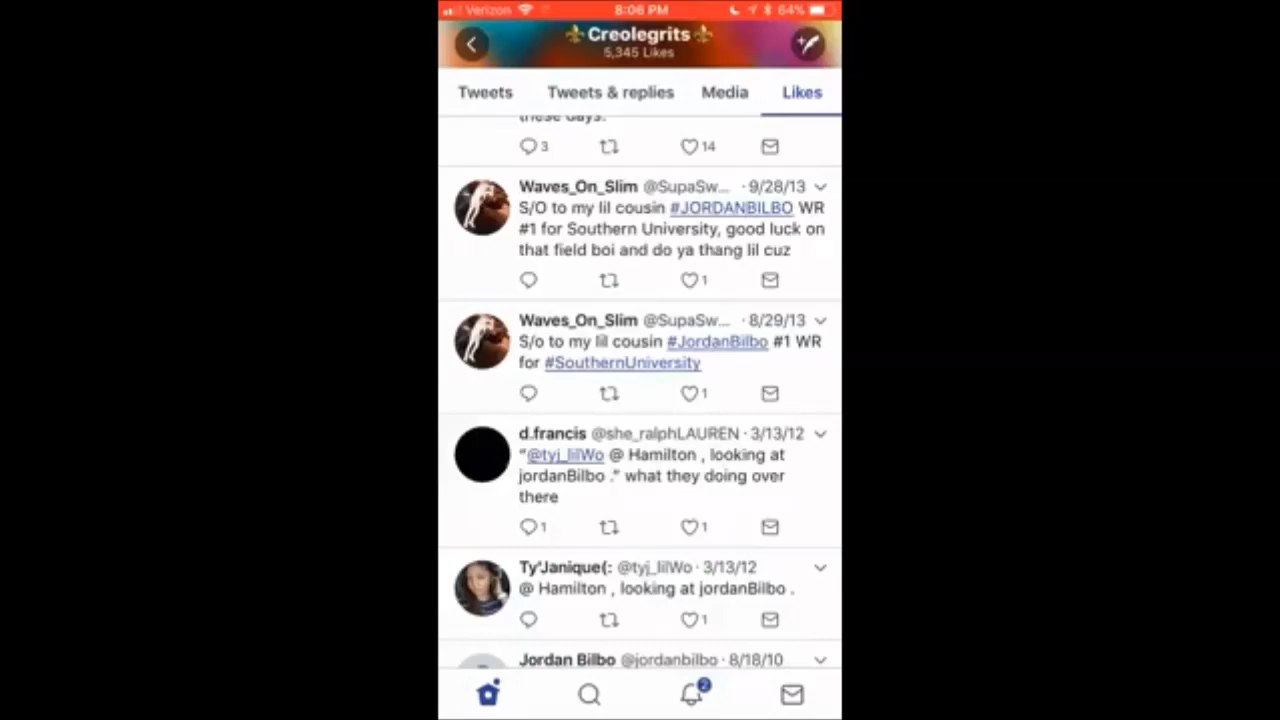 Verizon 8:06 PM 64%
⚜Creolegrits⚜
5,345 Likes
Tweets Tweets & replies Media Likes
these days.
3 14
Waves_On_Slim @SupaSw... · 9/28/13
S/O to my lil cousin #JORDANBILBO WR
#1 for Southern University, good luck on
that field boi and do ya thang lil cuz
1
Waves_On_Slim @SupaSw... · 8/29/13
S/o to my lil cousin #JordanBilbo #1 WR
for #SouthernUniversity
1
d.francis @she_ralphLAUREN · 3/13/12
"@tyj_lilWo @ Hamilton , looking at
jordanBilbo ." what they doing over
there
1 1
Ty'Janique(: @tyj_lilWo · 3/13/12
@ Hamilton , looking at jordanBilbo .
1
Jordan Bilbo @jordanbilbo · 8/18/10
2